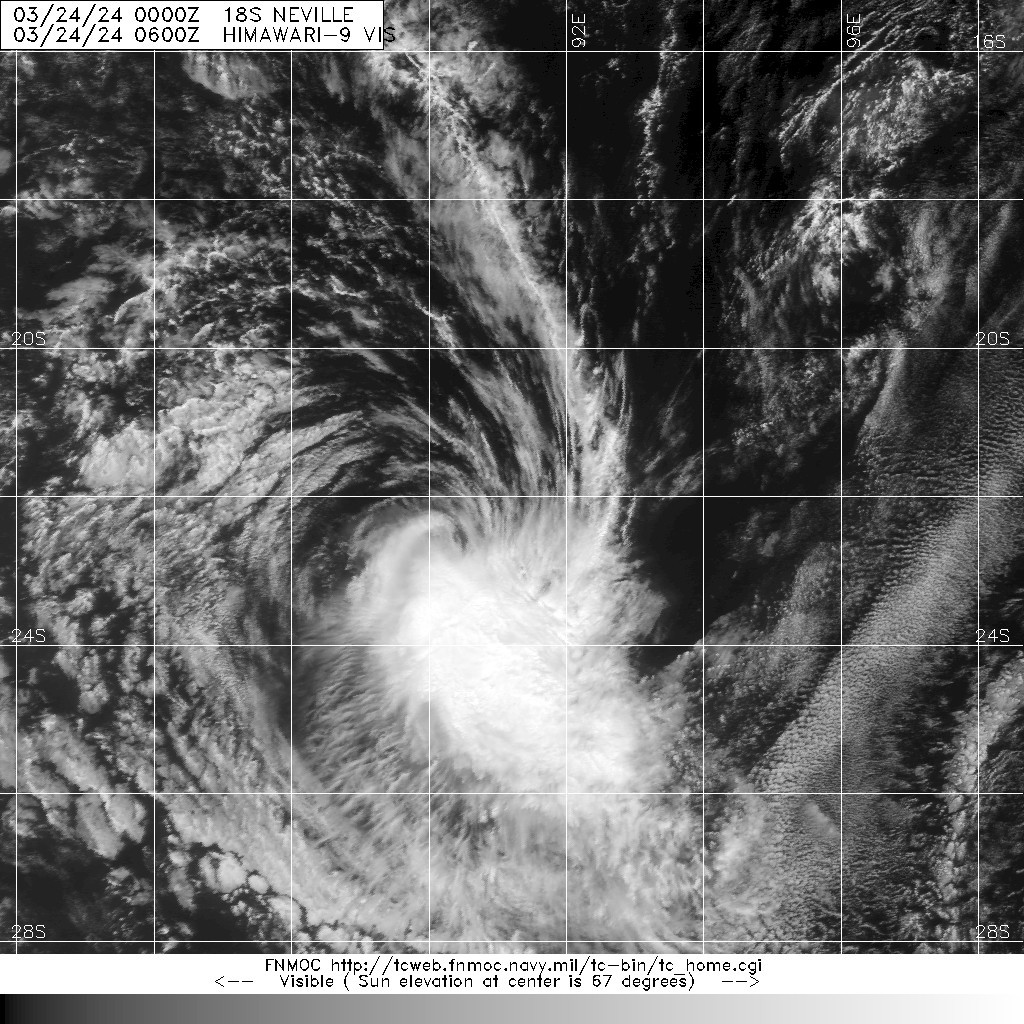 03/24/24 0000Z 18S NEVILLE
03/24/24 0600Z HIMAWARI-9 VIS
92E
96E
16S
20S
20S
24S
24S
28S
28S
FNMOC http://tcweb.fnmoc.navy.mil/tc-bin/tc_home.cgi
<-- Visible ( Sun elevation at center is 67 degrees) -->